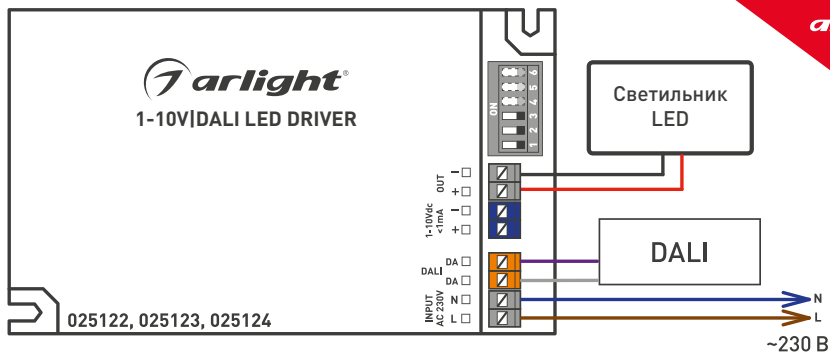 arlight®
1-10V|DALI LED DRIVER
ON
1 2 3 4 5 6
Светильник
LED
OUT
−
+
1-10Vdc
<1mA
−
+
DALI
DA
DA
DALI
INPUT
AC 230V
N
L
N
L
~230 В
025122, 025123, 025124